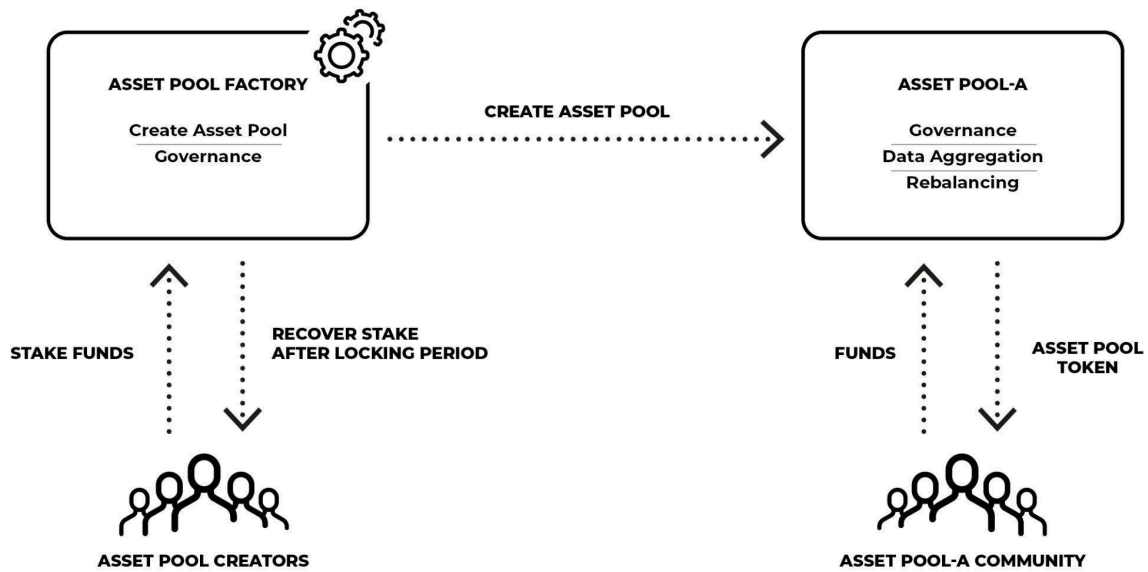 ASSET POOL FACTORY
Create Asset Pool
Governance
CREATE ASSET POOL
ASSET POOL-A
Governance
Data Aggregation
Rebalancing
STAKE FUNDS
RECOVER STAKE
AFTER LOCKING PERIOD
FUNDS
ASSET POOL
TOKEN
ASSET POOL CREATORS
ASSET POOL-A COMMUNITY